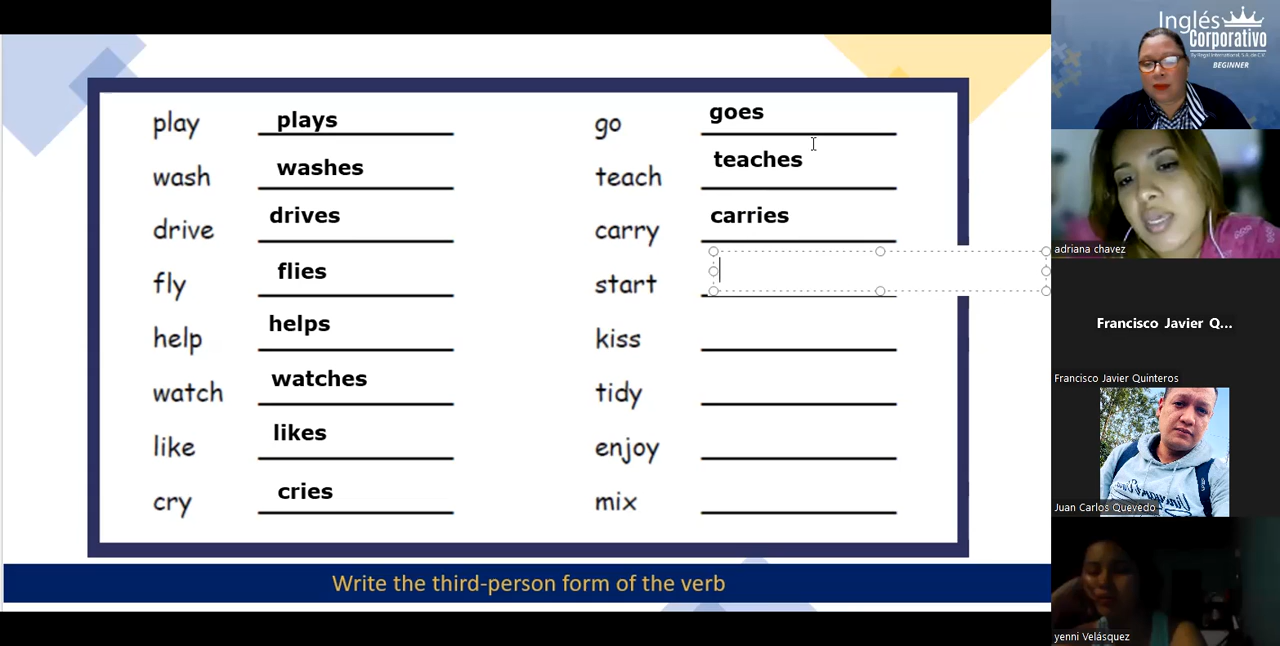 play plays
wash washes
drive drives
fly flies
help helps
watch watches
like likes
cry cries
go goes
teach teaches
carry carries
start
kiss
tidy
enjoy
mix
Write the third-person form of the verb
Inglés
Corporativo
BEGINNER
adriana chavez
Francisco Javier Q...
Francisco Javier Quinteros
Juan Carlos Quevedo
yenni Velásquez